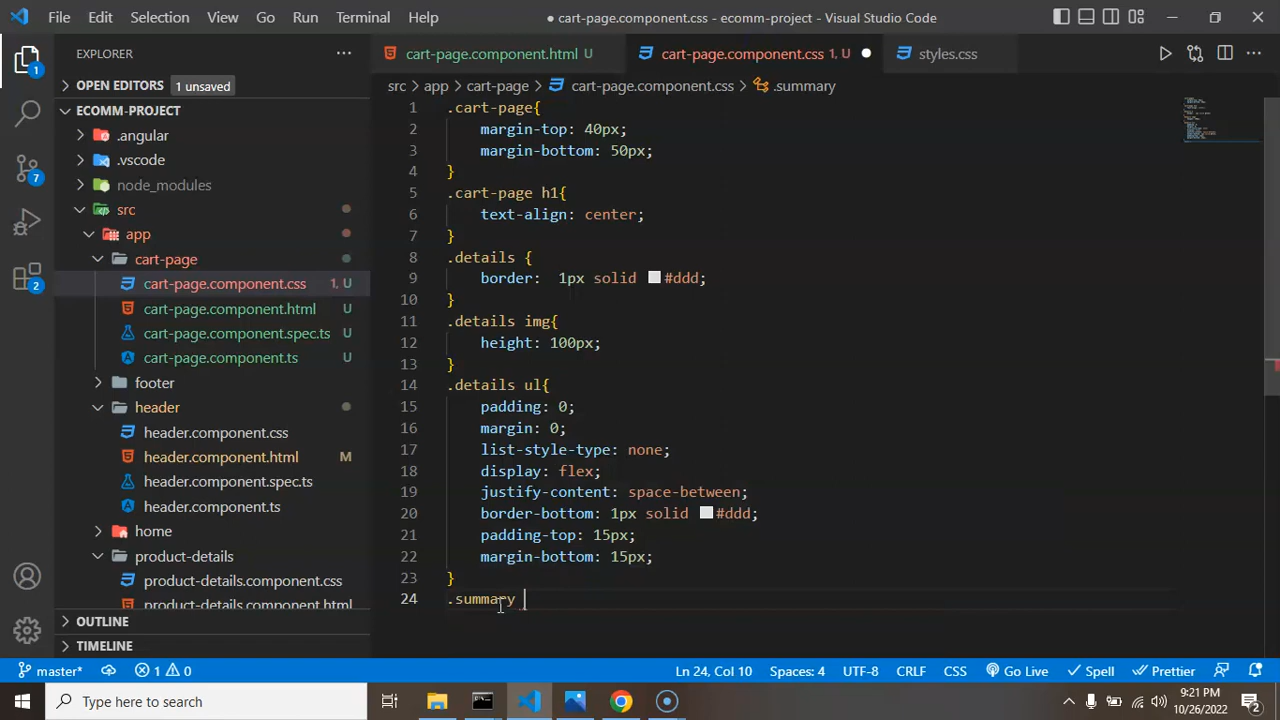 File Edit Selection View Go Run Terminal Help ● cart-page.component.css - ecomm-project - Visual Studio Code
EXPLORER ...
OPEN EDITORS 1 unsaved
ECOMM-PROJECT
.angular
.vscode
node_modules
src
app
cart-page
cart-page.component.css 1, U
cart-page.component.html U
cart-page.component.spec.ts U
cart-page.component.ts U
footer
header
header.component.css
header.component.html M
header.component.spec.ts
header.component.ts
home
product-details
product-details.component.css
product-details.component.html
OUTLINE
TIMELINE
1
7
2
cart-page.component.html U cart-page.component.css 1, U ● styles.css
src > app > cart-page > cart-page.component.css > .summary
1 .cart-page{
2 margin-top: 40px;
3 margin-bottom: 50px;
4 }
5 .cart-page h1{
6 text-align: center;
7 }
8 .details {
9 border:  1px solid #ddd;
10 }
11 .details img{
12 height: 100px;
13 }
14 .details ul{
15 padding: 0;
16 margin: 0;
17 list-style-type: none;
18 display: flex;
19 justify-content: space-between;
20 border-bottom: 1px solid #ddd;
21 padding-top: 15px;
22 margin-bottom: 15px;
23 }
24 .summary
master* 1 0 Ln 24, Col 10 Spaces: 4 UTF-8 CRLF CSS Go Live Spell Prettier
Type here to search
9:21 PM
10/26/2022
2